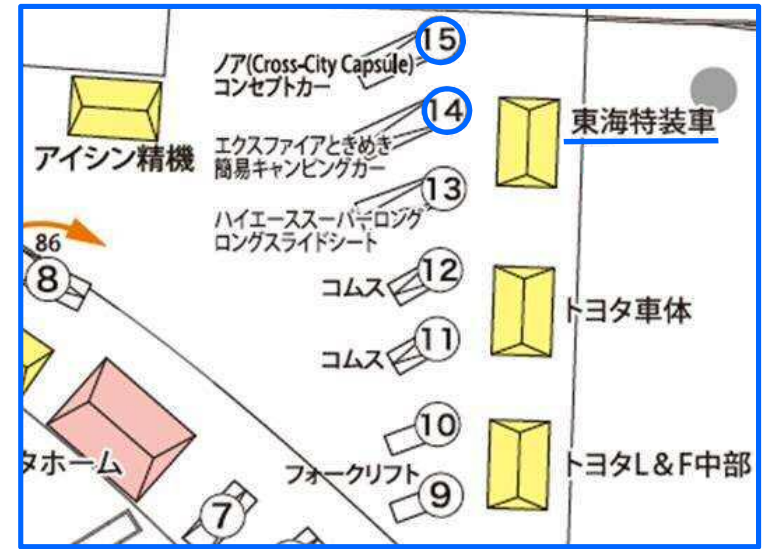 15
ノア(Cross-City Capsule)
コンセプトカー
14
東海特装車
アイシン精機
エクスファイアときめき
簡易キャンピングカー
13
ハイエーススーパーロング
ロングスライドシート
86
8
12
コムス
トヨタ車体
11
コムス
10
タホーム
フォークリフト
トヨタL&F中部
9
7